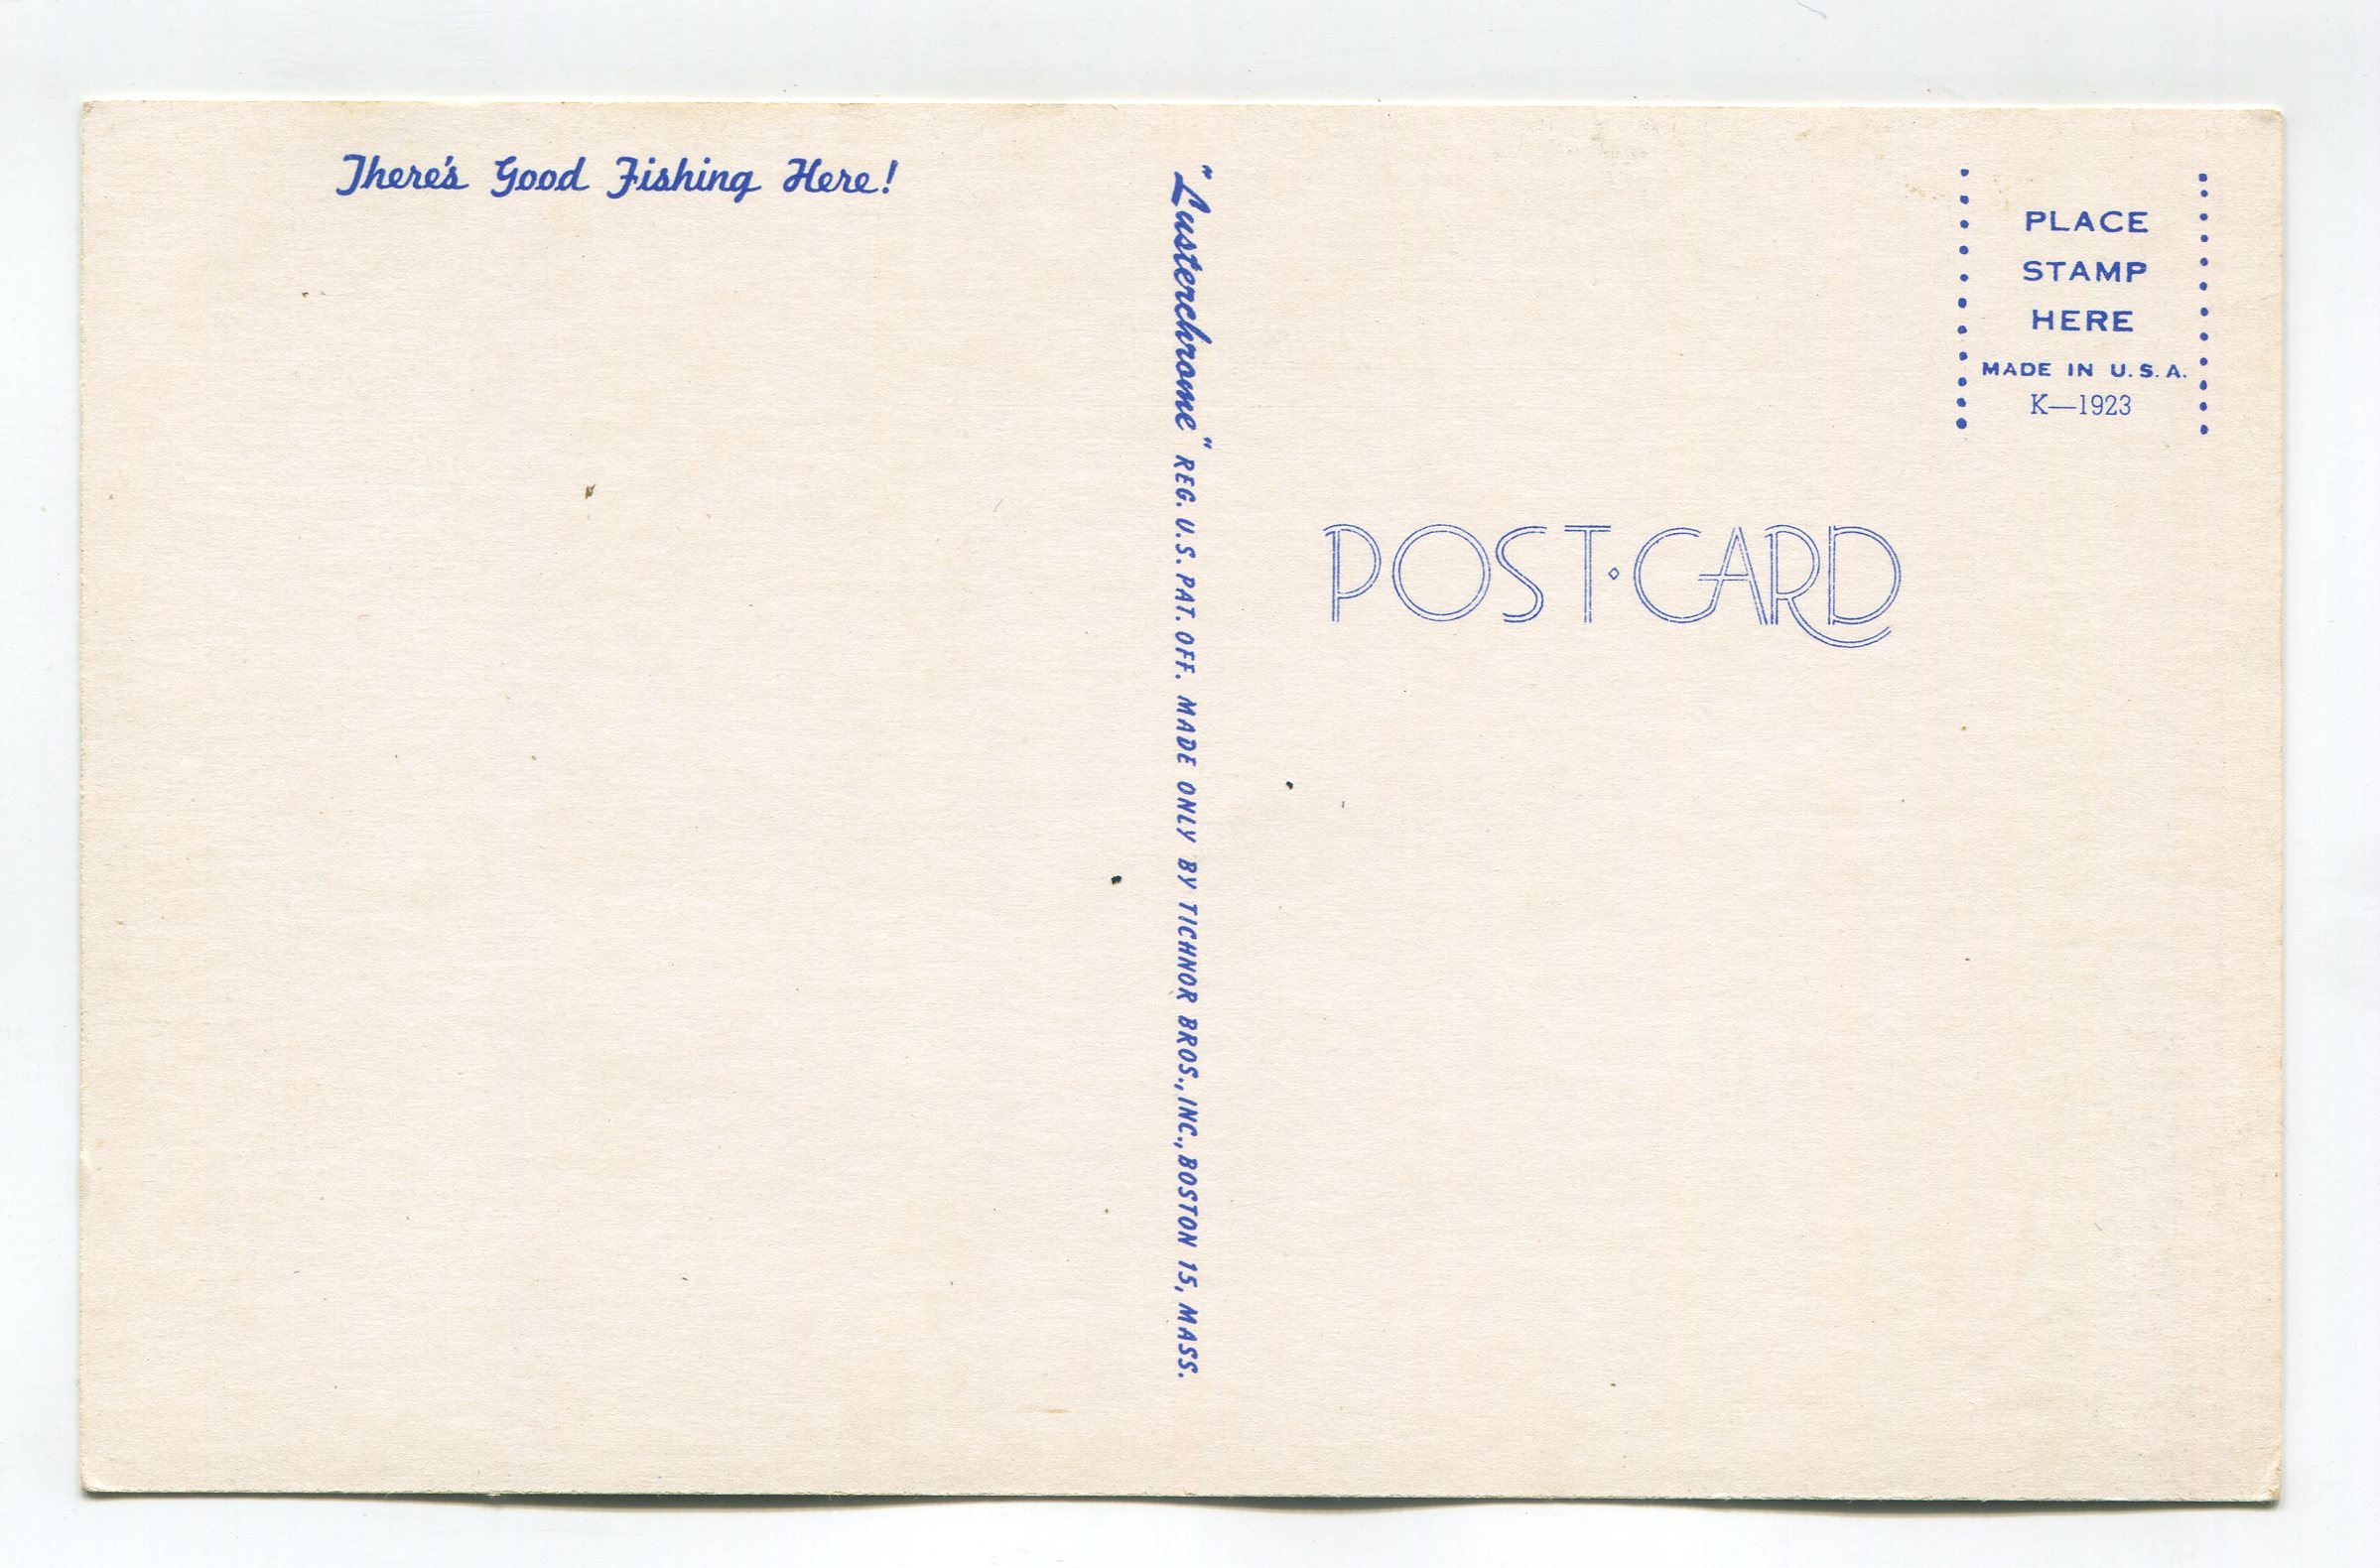 There's Good Fishing Here!
"Lusterchrome" REG. U.S. PAT. OFF. MADE ONLY BY TICHNOR BROS., INC., BOSTON 15, MASS.
PLACE
STAMP
HERE
MADE IN U.S.A.
K—1923
POST·CARD